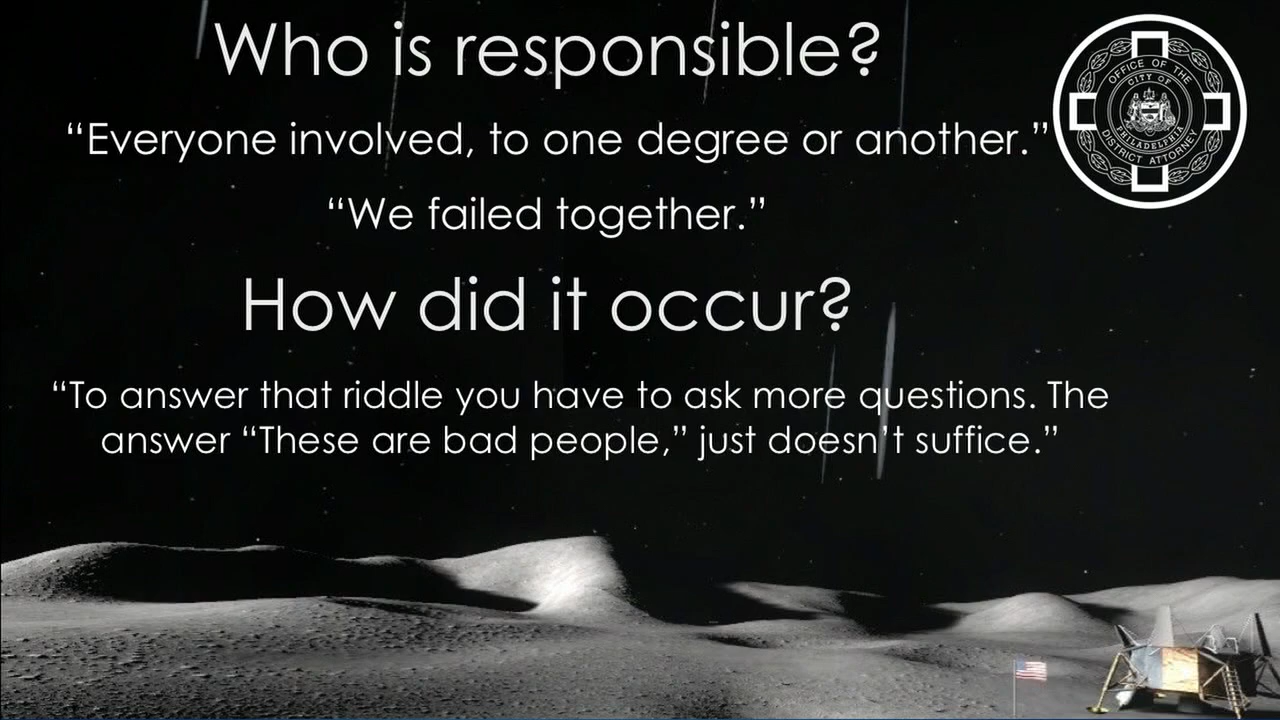 Who is responsible?
“Everyone involved, to one degree or another.”
“We failed together.”
How did it occur?
“To answer that riddle you have to ask more questions. The
answer “These are bad people,” just doesn’t suffice.”
OFFICE OF THE
CITY OF
PHILADELPHIA
DISTRICT ATTORNEY